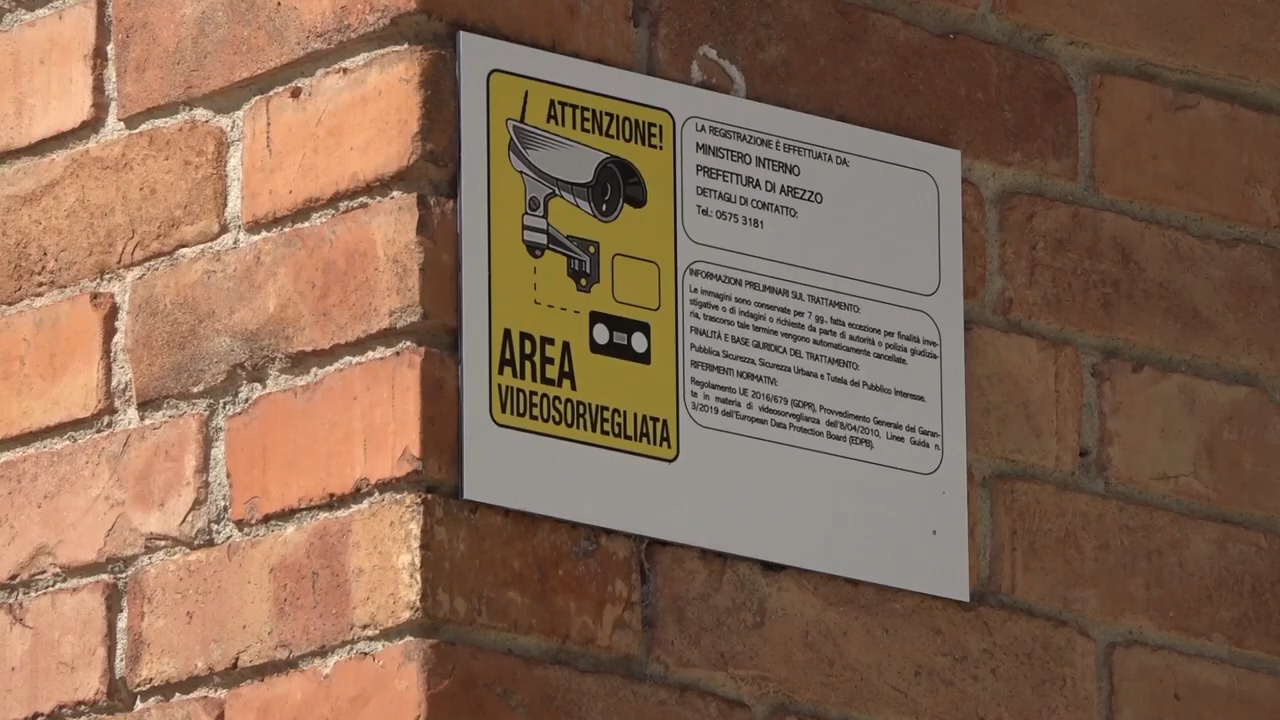 ATTENZIONE!
AREA
VIDEOSORVEGLIATA
LA REGISTRAZIONE È EFFETTUATA DA:
MINISTERO INTERNO
PREFETTURA DI AREZZO
DETTAGLI DI CONTATTO:
Tel.: 0575 3181
INFORMAZIONI PRELIMINARI SUL TRATTAMENTO:
Le immagini sono conservate per 7 gg., fatta eccezione per finalità inve-
stigative o di indagini o richieste da parte di autorità o polizia giudizia-
ria, trascorso tale termine vengono automaticamente cancellate.
FINALITÀ E BASE GIURIDICA DEL TRATTAMENTO:
Pubblica Sicurezza, Sicurezza Urbana e Tutela del Pubblico Interesse.
RIFERIMENTI NORMATIVI:
Regolamento UE 2016/679 (GDPR), Provvedimento Generale del Garan-
te in materia di videosorveglianza dell'8/04/2010, Linee Guida n.
3/2019 dell'European Data Protection Board (EDPB).